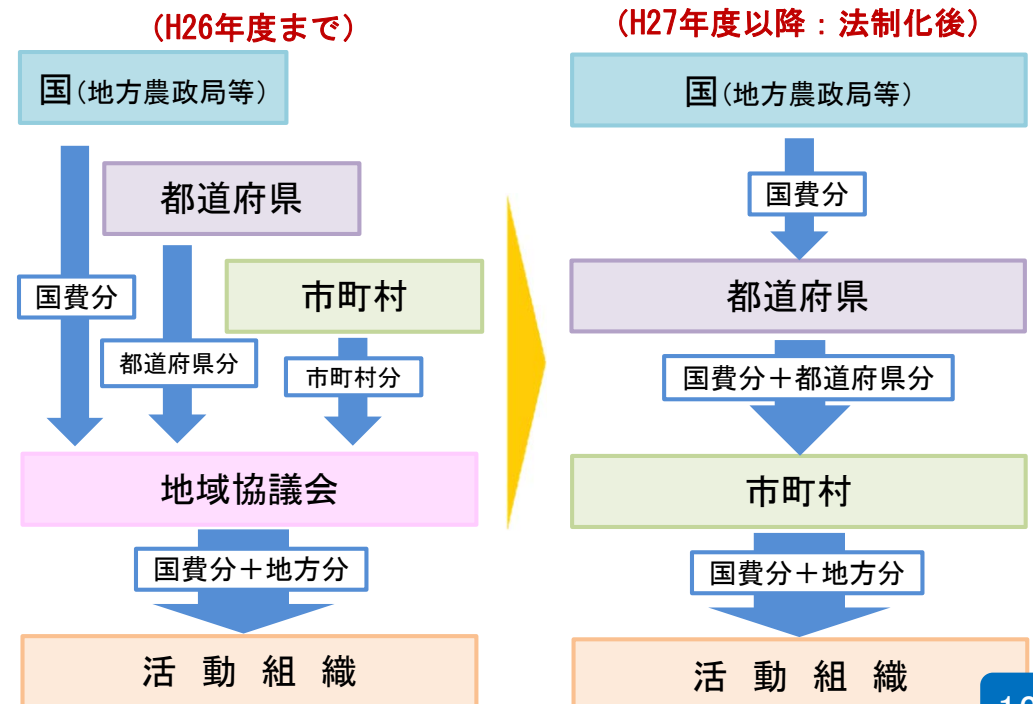 (H26年度まで)
国(地方農政局等)
都道府県
市町村
国費分
都道府県分
市町村分
地域協議会
国費分+地方分
活動組織
(H27年度以降:法制化後)
国(地方農政局等)
国費分
都道府県
国費分+都道府県分
市町村
国費分+地方分
活動組織